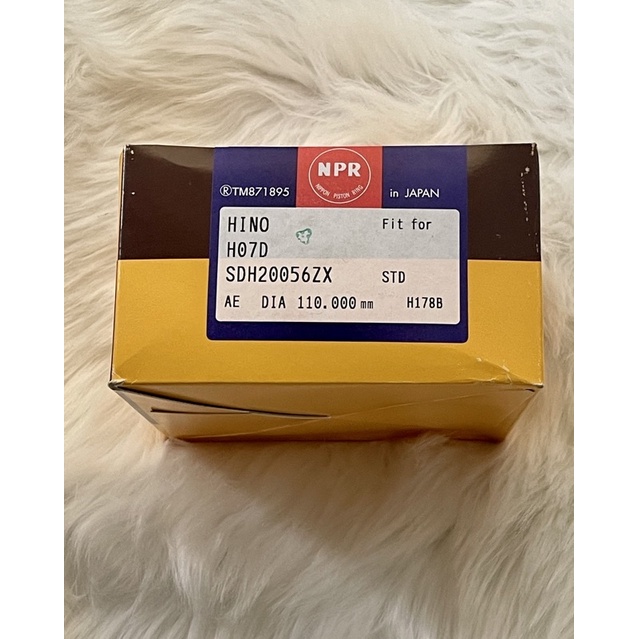 NPR
NIPPON PISTON RING
®TM871895 in JAPAN
HINO Fit for
H07D
SDH20056ZX STD
AE DIA 110.000 mm H178B